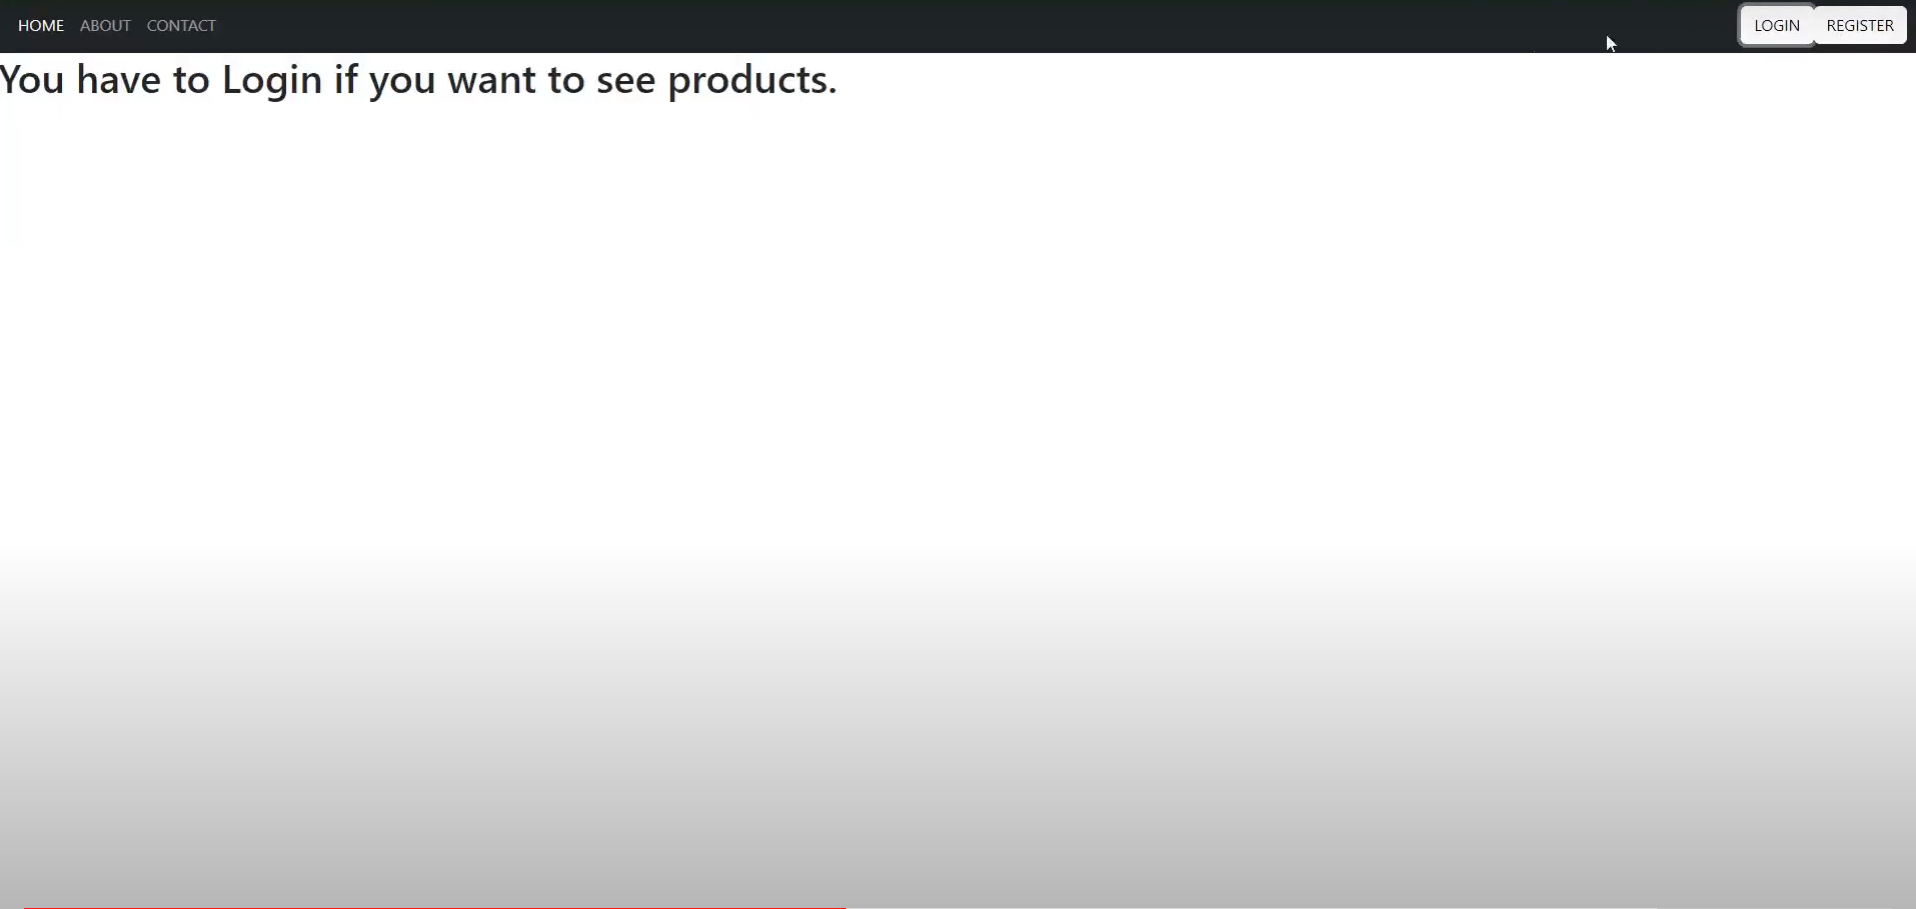 HOME ABOUT CONTACT LOGIN REGISTER
You have to Login if you want to see products.